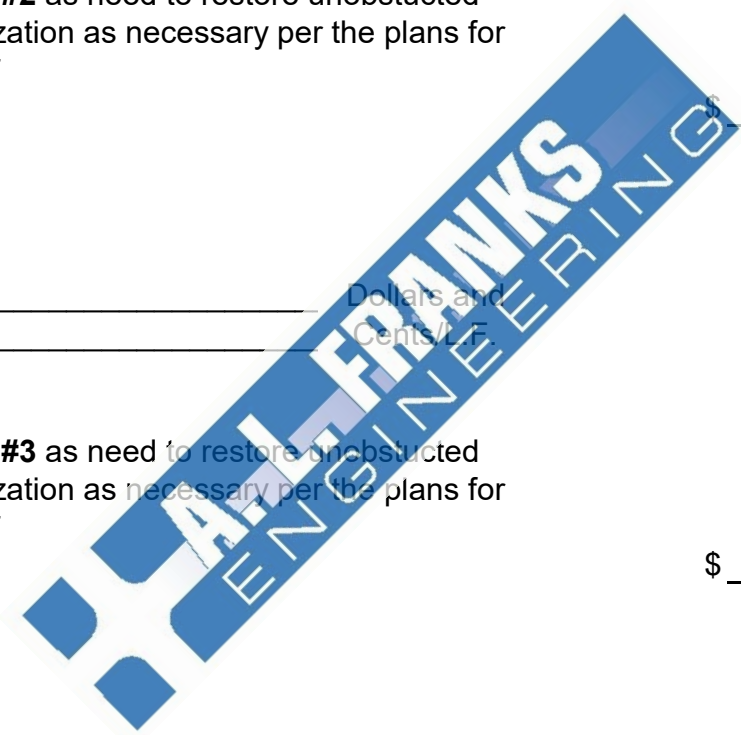 #2 as need to restore unobstucted
zation as necessary per the plans for
$
Dollars and
Cents/L.F.
#3 as need to restore unobstucted
zation as necessary per the plans for
$
A.L. FRANKS
ENGINEERING